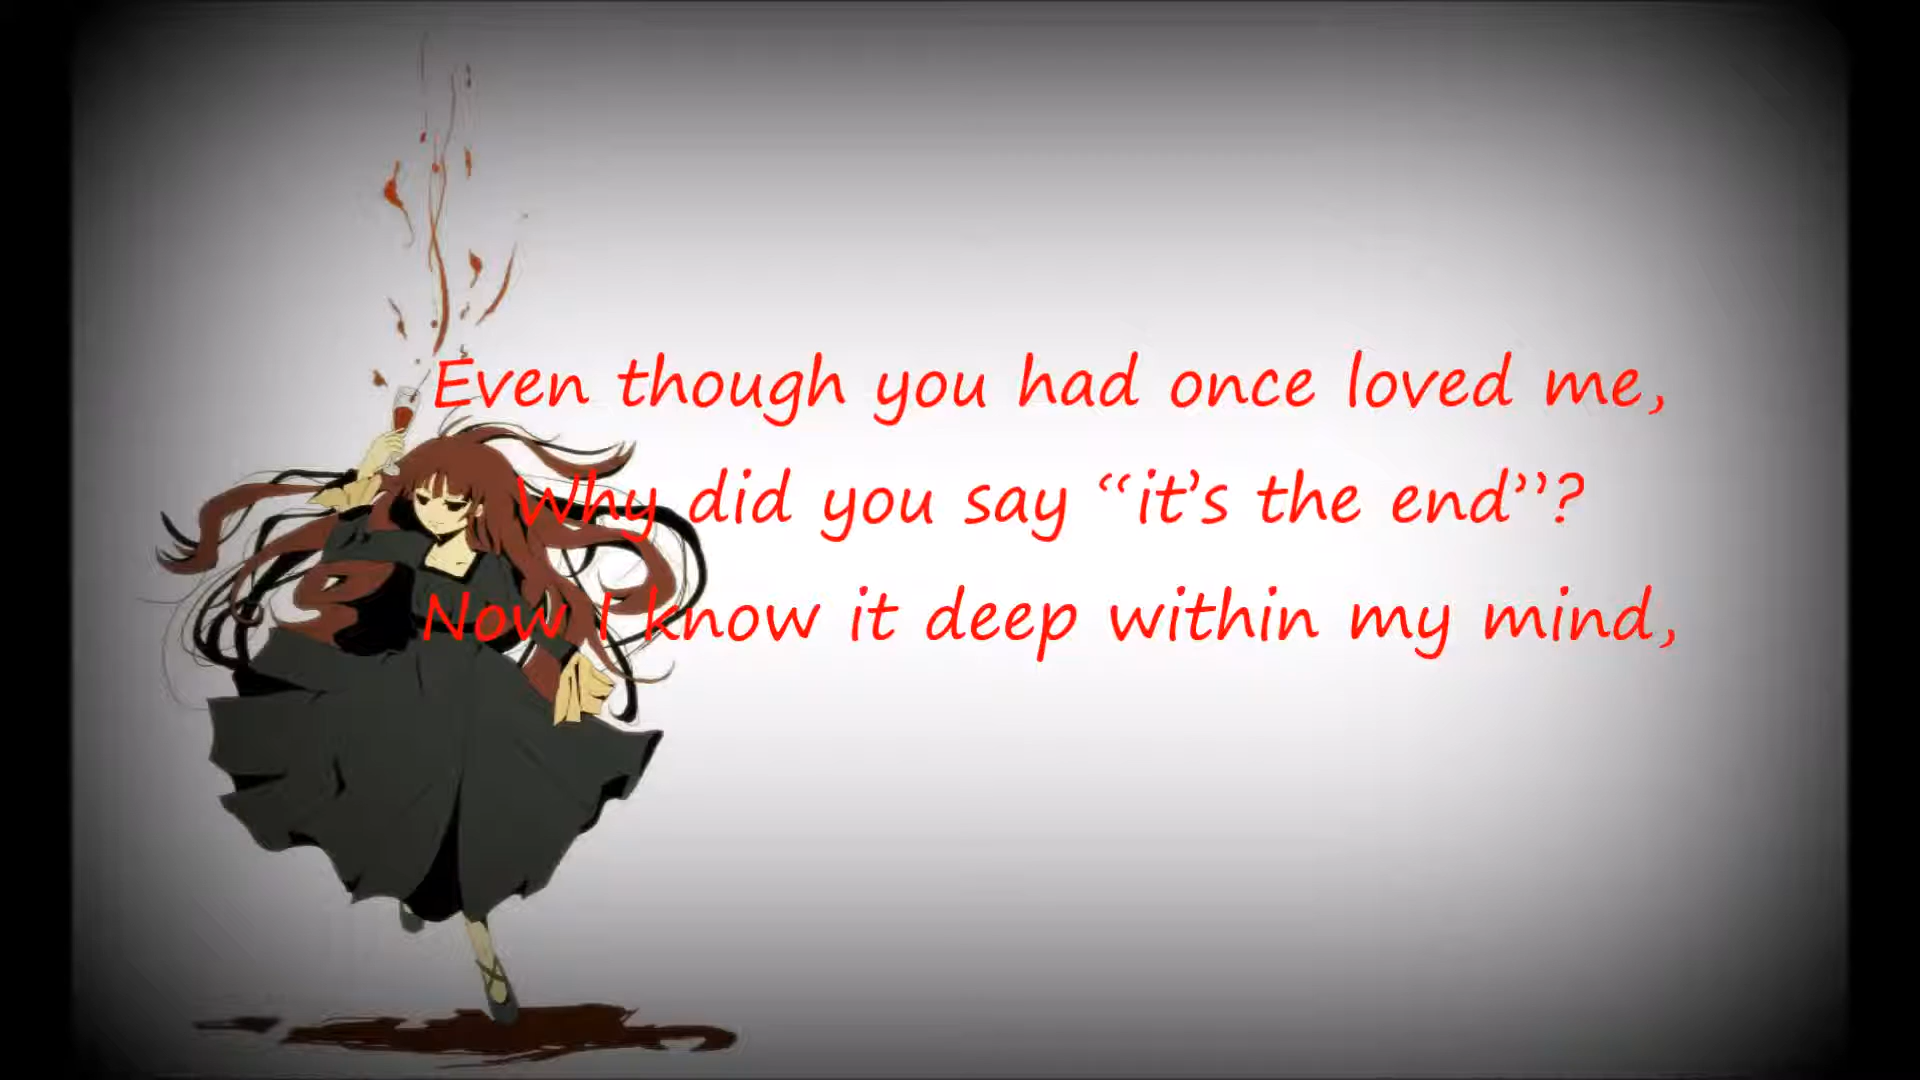 Even though you had once loved me,
Why did you say “it’s the end”?
Now I know it deep within my mind,